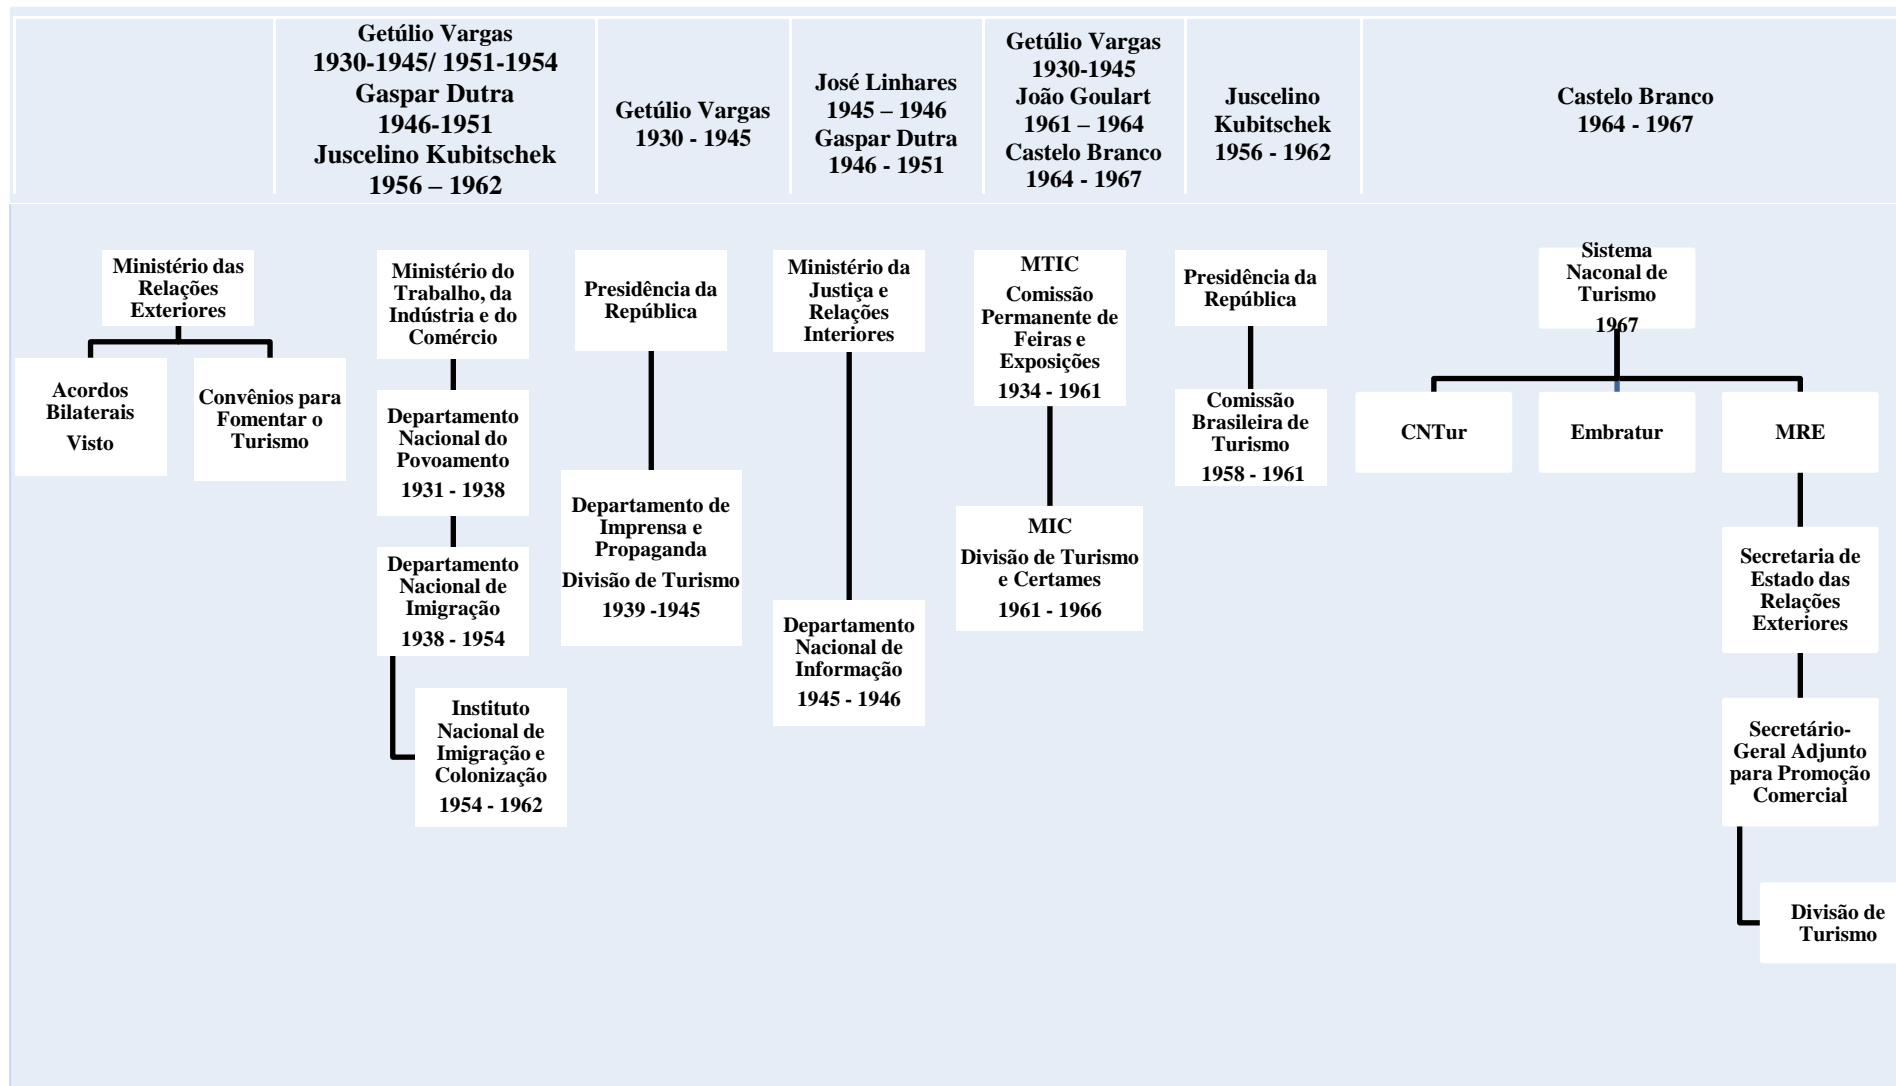 Getúlio Vargas
1930-1945/ 1951-1954
Gaspar Dutra
1946-1951
Juscelino Kubitschek
1956 – 1962
Getúlio Vargas
1930 - 1945
José Linhares
1945 – 1946
Gaspar Dutra
1946 - 1951
Getúlio Vargas
1930-1945
João Goulart
1961 – 1964
Castelo Branco
1964 - 1967
Juscelino
Kubitschek
1956 - 1962
Castelo Branco
1964 - 1967
Ministério das
Relações
Exteriores
Acordos
Bilaterais
Visto
Convênios para
Fomentar o
Turismo
Ministério do
Trabalho, da
Indústria e do
Comércio
Departamento
Nacional do
Povoamento
1931 - 1938
Departamento
Nacional de
Imigração
1938 - 1954
Instituto
Nacional de
Imigração e
Colonização
1954 - 1962
Presidência da
República
Departamento de
Imprensa e
Propaganda
Divisão de Turismo
1939 -1945
Ministério da
Justiça e
Relações
Interiores
Departamento
Nacional de
Informação
1945 - 1946
MTIC
Comissão
Permanente de
Feiras e
Exposições
1934 - 1961
MIC
Divisão de Turismo
e Certames
1961 - 1966
Presidência da
República
Comissão
Brasileira de
Turismo
1958 - 1961
Sistema
Naconal de
Turismo
1967
CNTur
Embratur
MRE
Secretaria de
Estado das
Relações
Exteriores
Secretário-
Geral Adjunto
para Promoção
Comercial
Divisão de
Turismo